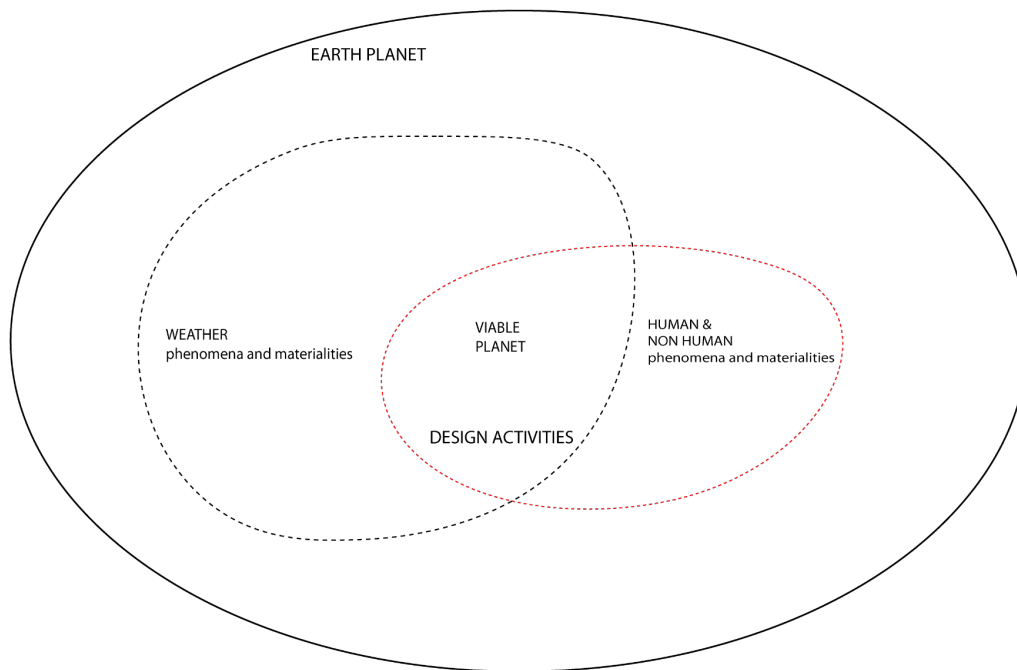 EARTH PLANET
WEATHER
phenomena and materialities
VIABLE
PLANET
HUMAN &
NON HUMAN
phenomena and materialities
DESIGN ACTIVITIES